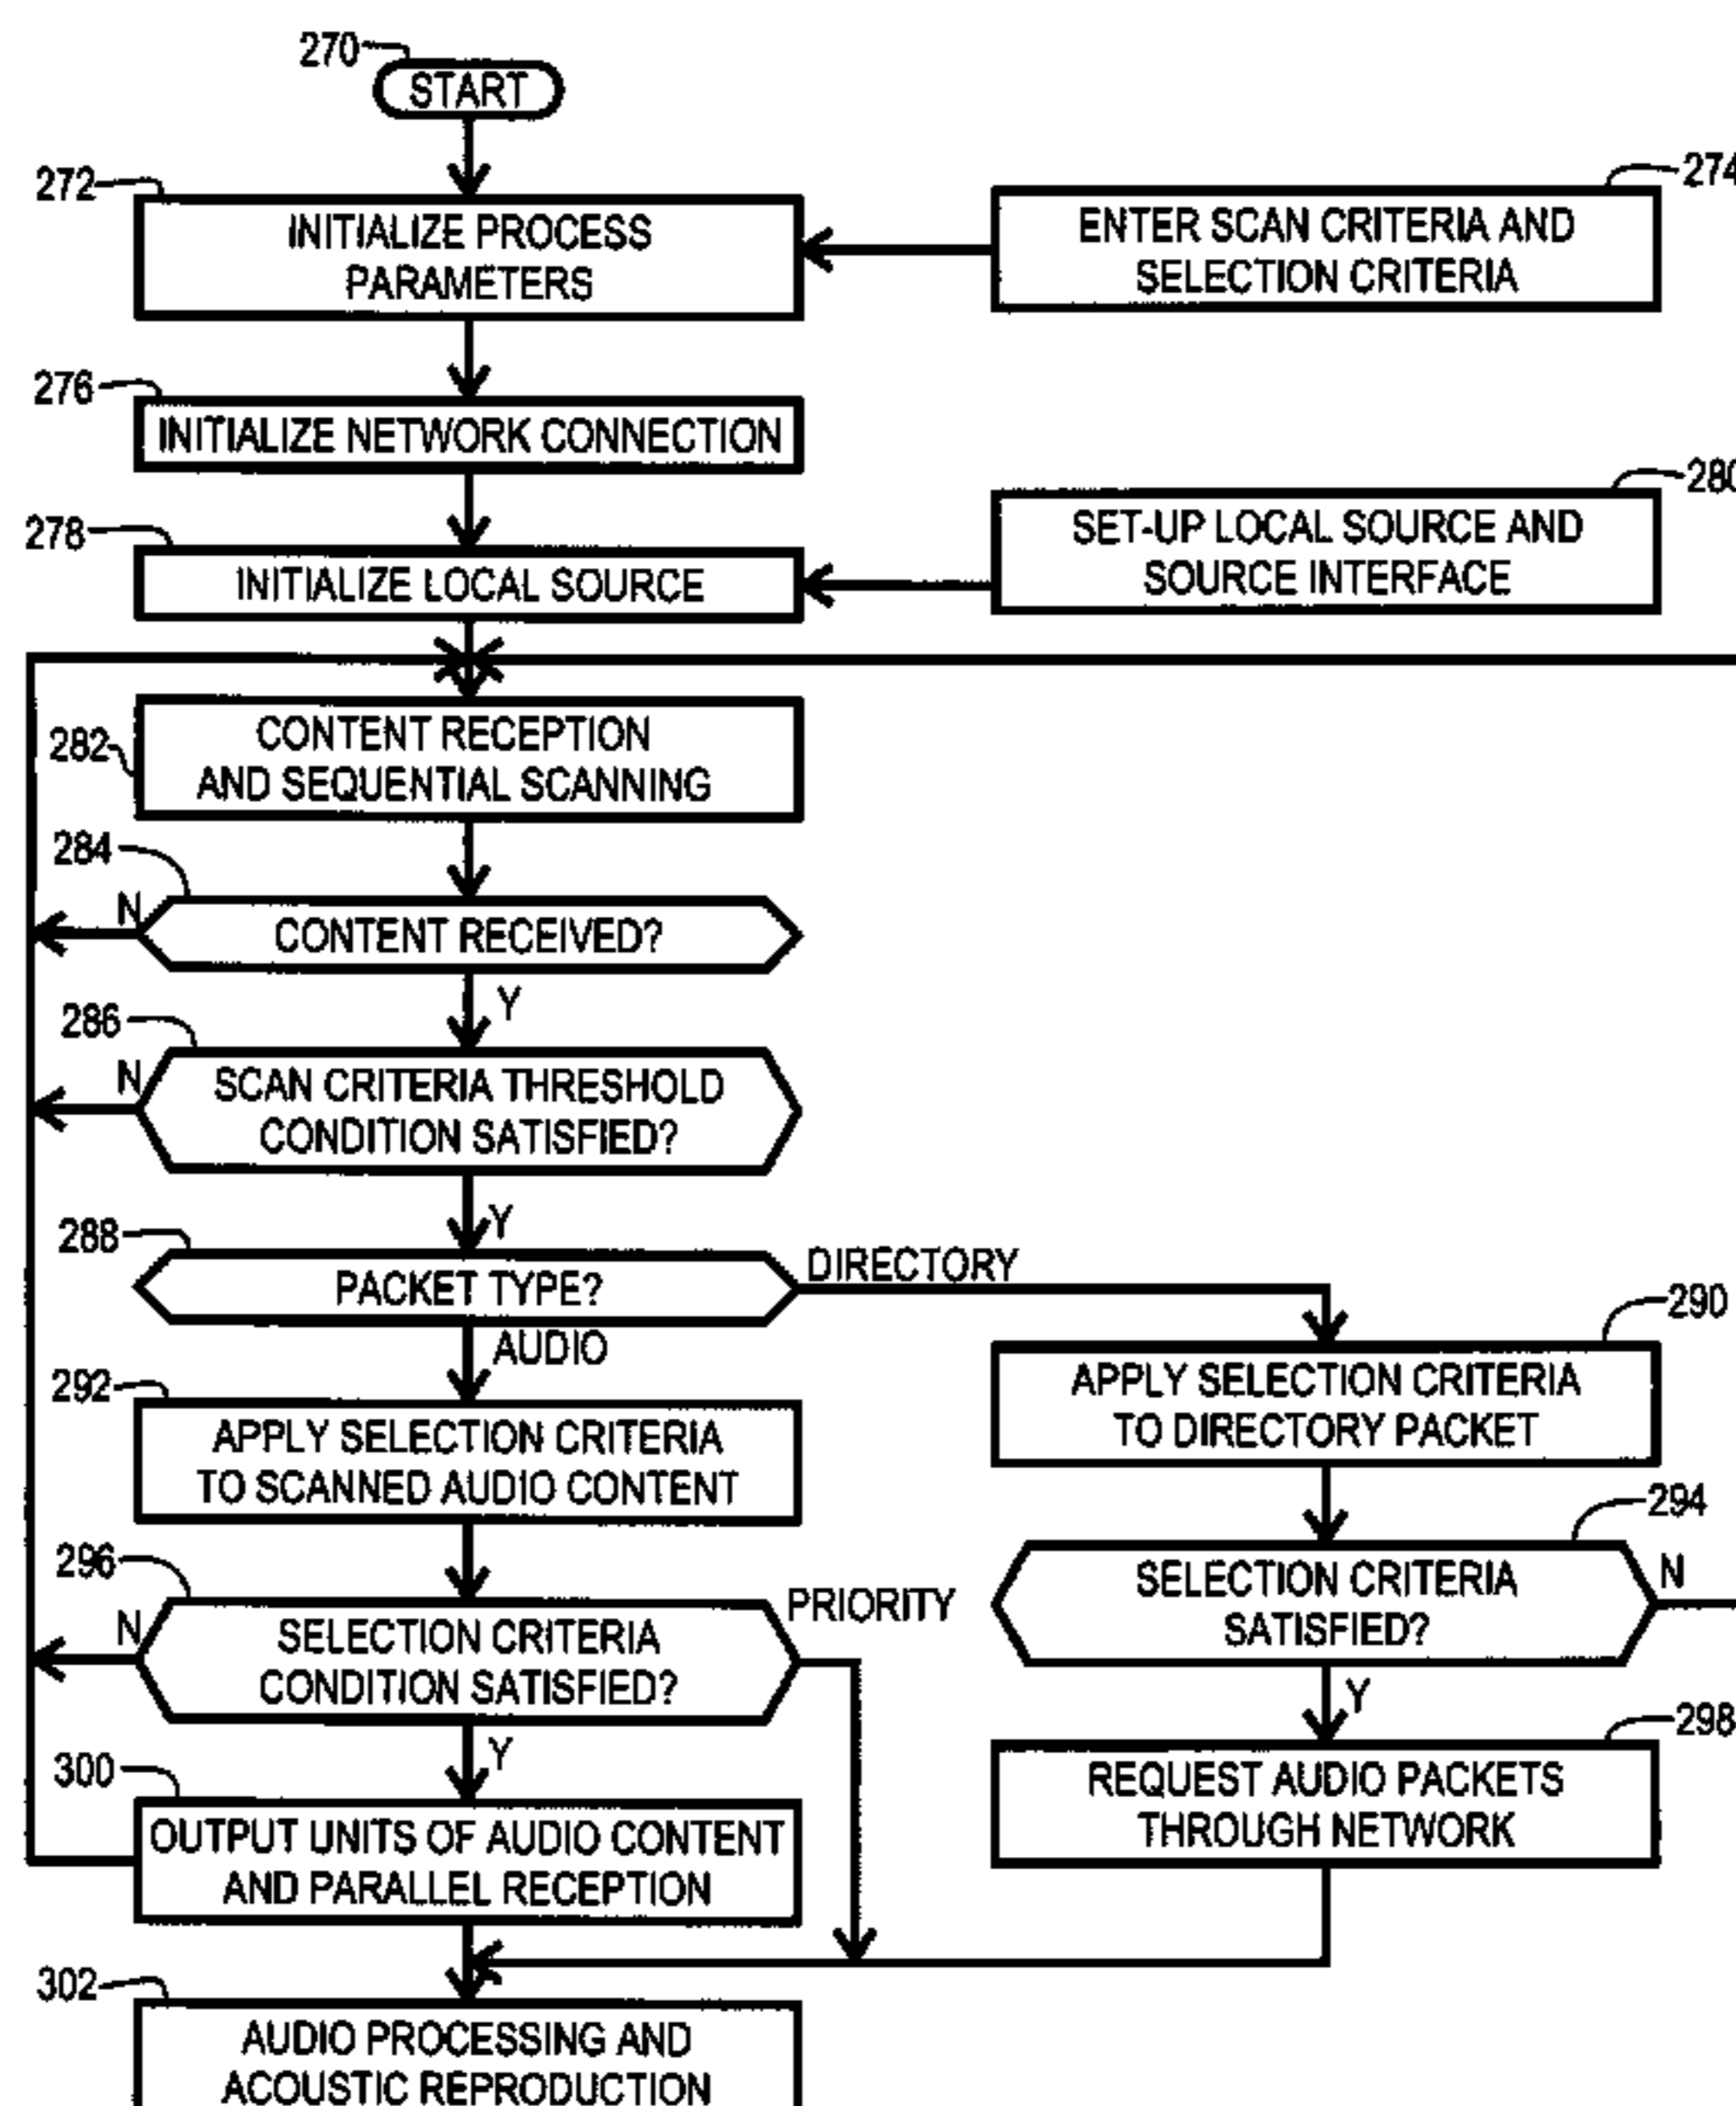 270
START
272
INITIALIZE PROCESS
PARAMETERS
274
ENTER SCAN CRITERIA AND
SELECTION CRITERIA
276
INITIALIZE NETWORK CONNECTION
278
INITIALIZE LOCAL SOURCE
280
SET-UP LOCAL SOURCE AND
SOURCE INTERFACE
282
CONTENT RECEPTION
AND SEQUENTIAL SCANNING
284
N
CONTENT RECEIVED?
Y
286
N
SCAN CRITERIA THRESHOLD
CONDITION SATISFIED?
Y
288
PACKET TYPE?
DIRECTORY
AUDIO
290
APPLY SELECTION CRITERIA
TO DIRECTORY PACKET
292
APPLY SELECTION CRITERIA
TO SCANNED AUDIO CONTENT
294
SELECTION CRITERIA
SATISFIED?
N
Y
296
N
SELECTION CRITERIA
CONDITION SATISFIED?
PRIORITY
Y
298
REQUEST AUDIO PACKETS
THROUGH NETWORK
300
OUTPUT UNITS OF AUDIO CONTENT
AND PARALLEL RECEPTION
302
AUDIO PROCESSING AND
ACOUSTIC REPRODUCTION